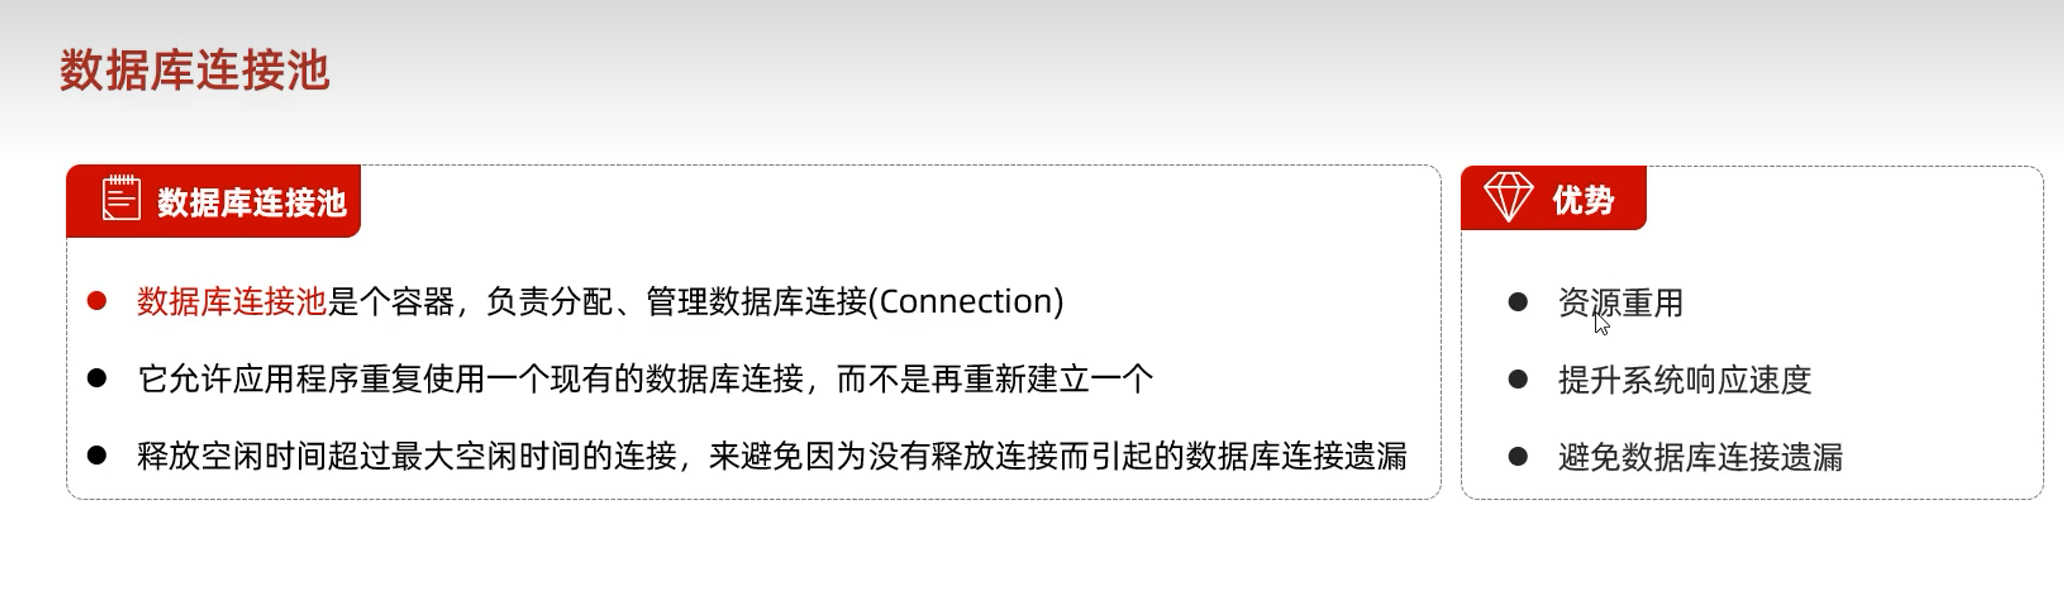 数据库连接池
数据库连接池
数据库连接池是个容器，负责分配、管理数据库连接(Connection)
它允许应用程序重复使用一个现有的数据库连接，而不是再重新建立一个
释放空闲时间超过最大空闲时间的连接，来避免因为没有释放连接而引起的数据库连接遗漏
优势
资源重用
提升系统响应速度
避免数据库连接遗漏